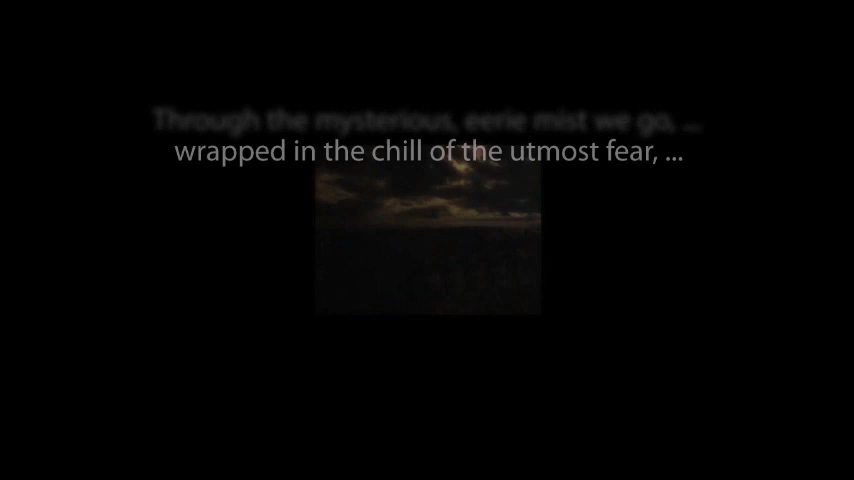 Through the mysterious, eerie mist we go, ...
wrapped in the chill of the utmost fear, ...